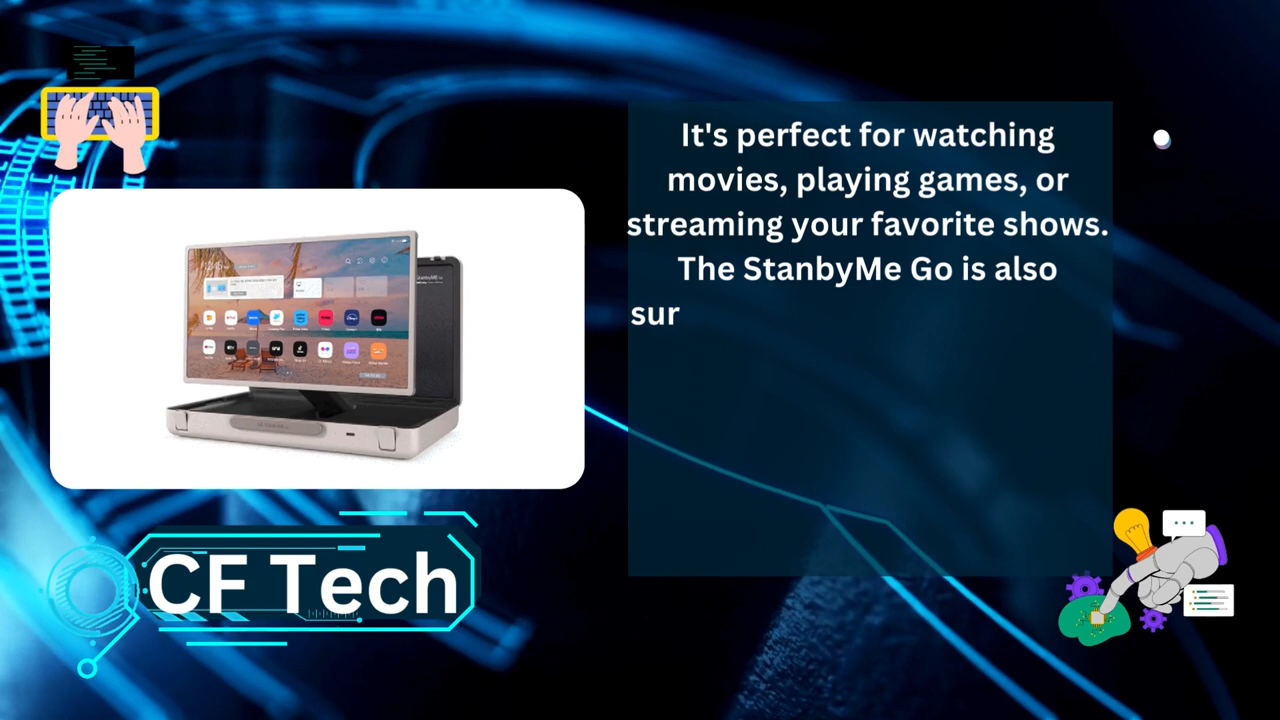 It's perfect for watching
movies, playing games, or
streaming your favorite shows.
The StanbyMe Go is also
sur
CF Tech